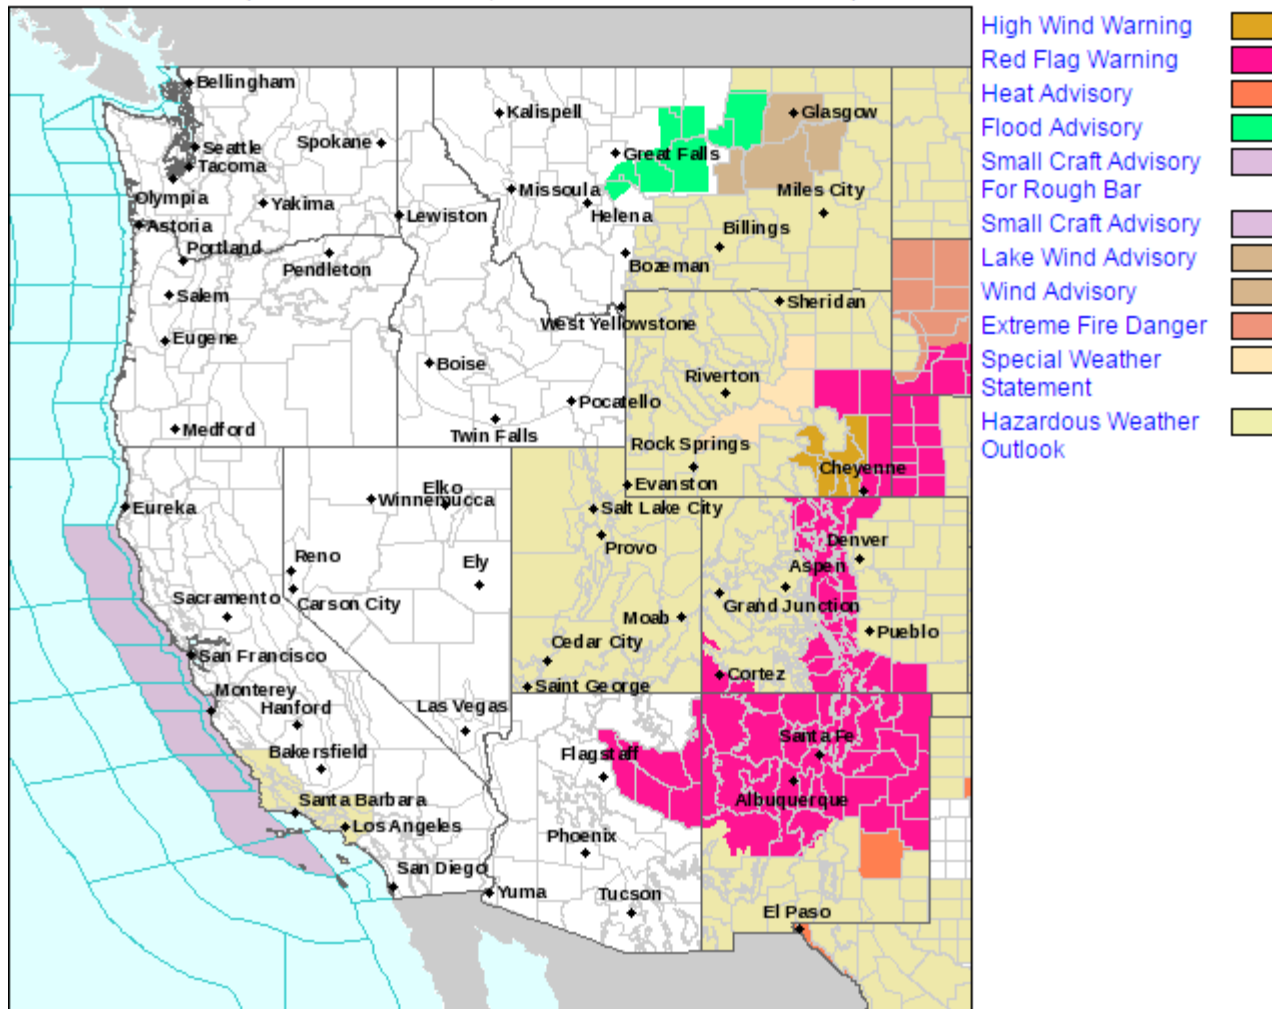 High Wind Warning
Red Flag Warning
Heat Advisory
Flood Advisory
Small Craft Advisory
For Rough Bar
Small Craft Advisory
Lake Wind Advisory
Wind Advisory
Extreme Fire Danger
Special Weather
Statement
Hazardous Weather
Outlook
Bellingham
Kalispell
Glasgow
Spokane
Seattle
Great Falls
Tacoma
Missoula
Miles City
Olympia
Yakima
Lewiston
Helena
Astoria
Billings
Portland
Pendleton
Bozeman
Salem
Sheridan
West Yellowstone
Eugene
Boise
Riverton
Pocatello
Medford
Twin Falls
Rock Springs
Cheyenne
Evanston
Elko
Winnemucca
Eureka
Salt Lake City
Provo
Denver
Reno
Ely
Aspen
Sacramento
Carson City
Grand Junction
Moab
Pueblo
Cedar City
San Francisco
Cortez
Saint George
Monterey
Hanford
Las Vegas
Santa Fe
Bakersfield
Flagstaff
Albuquerque
Santa Barbara
Los Angeles
Phoenix
San Diego
Yuma
Tucson
El Paso